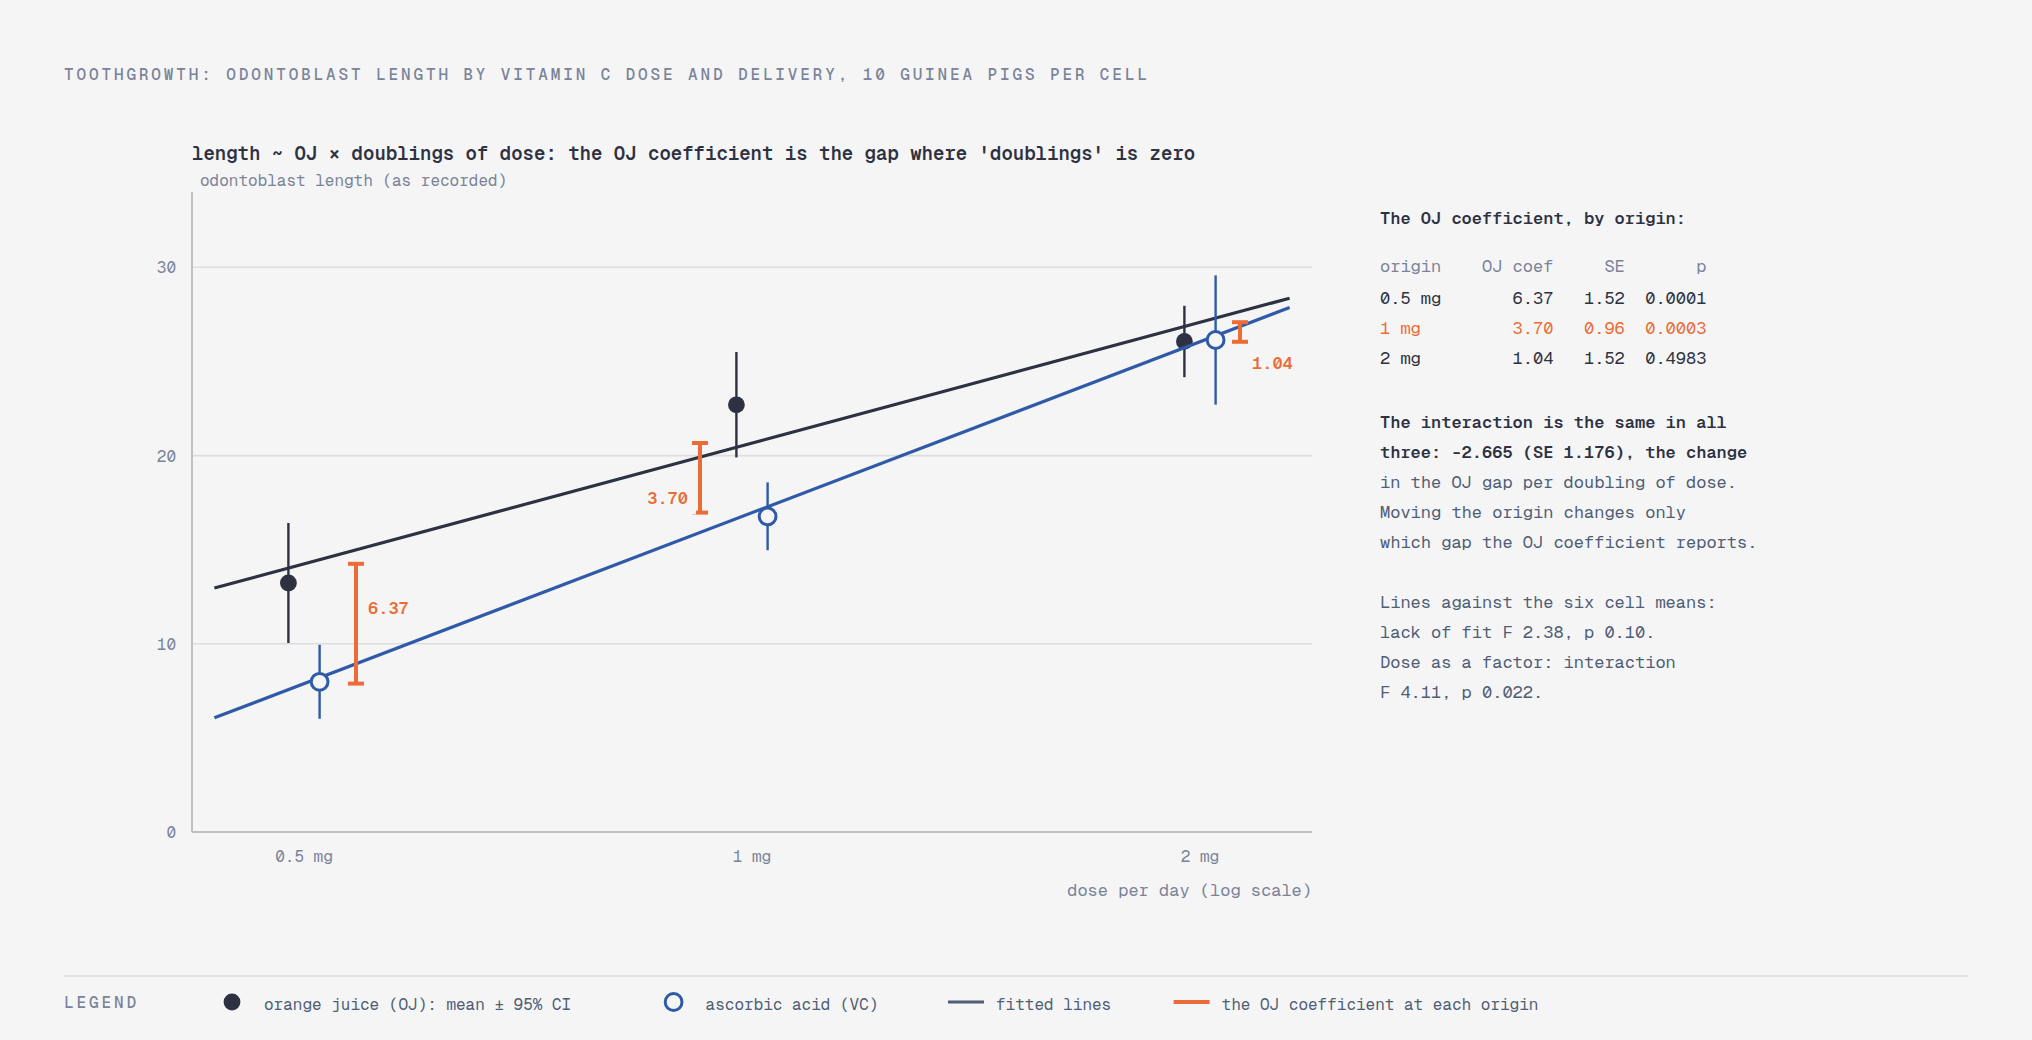 TOOTHGROWTH: ODONTOBLAST LENGTH BY VITAMIN C DOSE AND DELIVERY, 10 GUINEA PIGS PER CELL
length ~ OJ × doublings of dose: the OJ coefficient is the gap where 'doublings' is zero
odontoblast length (as recorded)
30
20
10
0
6.37
3.70
1.04
0.5 mg
1 mg
2 mg
dose per day (log scale)
The OJ coefficient, by origin:
origin OJ coef SE p
0.5 mg 6.37 1.52 0.0001
1 mg 3.70 0.96 0.0003
2 mg 1.04 1.52 0.4983
The interaction is the same in all
three: -2.665 (SE 1.176), the change
in the OJ gap per doubling of dose.
Moving the origin changes only
which gap the OJ coefficient reports.
Lines against the six cell means:
lack of fit F 2.38, p 0.10.
Dose as a factor: interaction
F 4.11, p 0.022.
LEGEND
orange juice (OJ): mean ± 95% CI
ascorbic acid (VC)
fitted lines
the OJ coefficient at each origin